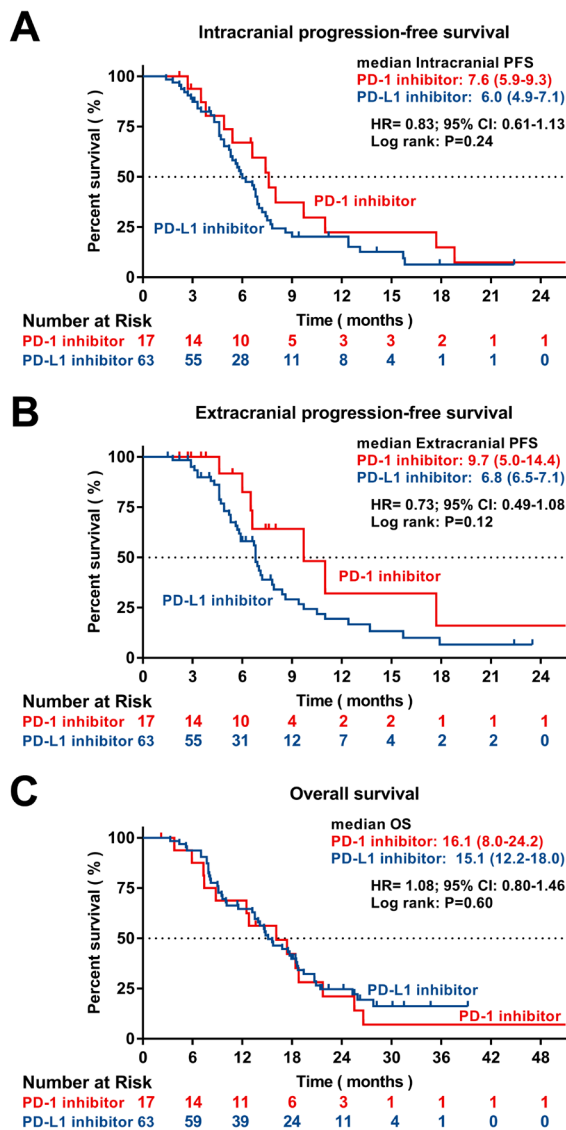 A
Intracranial progression-free survival
median Intracranial PFS
PD-1 inhibitor: 7.6 (5.9-9.3)
PD-L1 inhibitor: 6.0 (4.9-7.1)
HR= 0.83; 95% CI: 0.61-1.13
Log rank: P=0.24
Percent survival ( % )
100
75
50
25
0
PD-1 inhibitor
PD-L1 inhibitor
0 3 6 9 12 15 18 21 24
Number at Risk
Time ( months )
PD-1 inhibitor 17 14 10 5 3 3 2 1 1
PD-L1 inhibitor 63 55 28 11 8 4 1 1 0
B
Extracranial progression-free survival
median Extracranial PFS
PD-1 inhibitor: 9.7 (5.0-14.4)
PD-L1 inhibitor: 6.8 (6.5-7.1)
HR= 0.73; 95% CI: 0.49-1.08
Log rank: P=0.12
Percent survival ( % )
100
75
50
25
0
PD-1 inhibitor
PD-L1 inhibitor
0 3 6 9 12 15 18 21 24
Number at Risk
Time ( months )
PD-1 inhibitor 17 14 10 4 2 2 1 1 1
PD-L1 inhibitor 63 55 31 12 7 4 2 2 0
C
Overall survival
median OS
PD-1 inhibitor: 16.1 (8.0-24.2)
PD-L1 inhibitor: 15.1 (12.2-18.0)
HR= 1.08; 95% CI: 0.80-1.46
Log rank: P=0.60
Percent survival ( % )
100
75
50
25
0
PD-L1 inhibitor
PD-1 inhibitor
0 6 12 18 24 30 36 42 48
Number at Risk
Time ( months )
PD-1 inhibitor 17 14 11 6 3 1 1 1 1
PD-L1 inhibitor 63 59 39 24 11 4 1 0 0